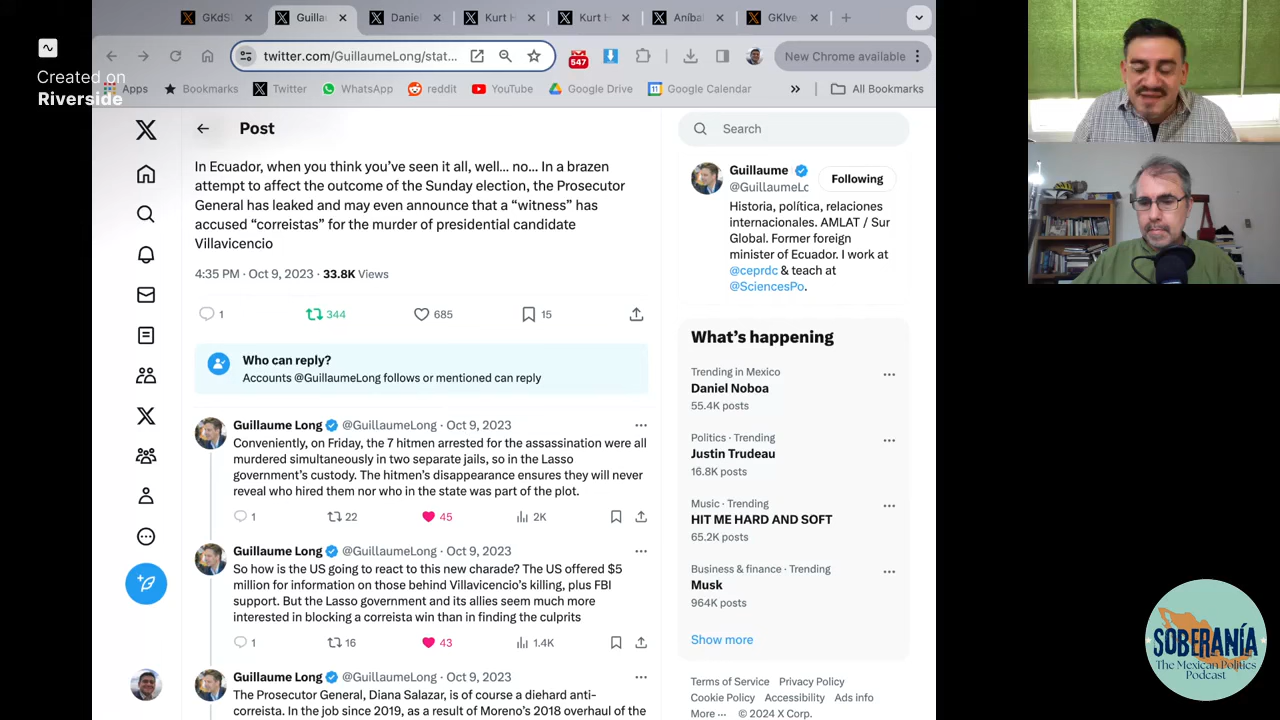 GKdS
Guillau
Danie
Kurt H
Kurt H
Aníba
GKIve
Created on
Riverside
twitter.com/GuillaumeLong/stat...
547
New Chrome available
Apps
Bookmarks
Twitter
WhatsApp
reddit
YouTube
Google Drive
Google Calendar
All Bookmarks
Post
Search
In Ecuador, when you think you’ve seen it all, well... no... In a brazen
attempt to affect the outcome of the Sunday election, the Prosecutor
General has leaked and may even announce that a “witness” has
accused “correistas” for the murder of presidential candidate
Villavicencio
4:35 PM · Oct 9, 2023 · 33.8K Views
1 344 685 15
Who can reply?
Accounts @GuillaumeLong follows or mentioned can reply
Guillaume Long @GuillaumeLong · Oct 9, 2023
Conveniently, on Friday, the 7 hitmen arrested for the assassination were all
murdered simultaneously in two separate jails, so in the Lasso
government’s custody. The hitmen’s disappearance ensures they will never
reveal who hired them nor who in the state was part of the plot.
1 22 45 2K
Guillaume Long @GuillaumeLong · Oct 9, 2023
So how is the US going to react to this new charade? The US offered $5
million for information on those behind Villavicencio’s killing, plus FBI
support. But the Lasso government and its allies seem much more
interested in blocking a correista win than in finding the culprits
1 16 43 1.4K
Guillaume Long @GuillaumeLong · Oct 9, 2023
The Prosecutor General, Diana Salazar, is of course a diehard anti-
correista. In the job since 2019, as a result of Moreno’s 2018 overhaul of the
Guillaume
@GuillaumeLo
Following
Historia, política, relaciones
internacionales. AMLAT / Sur
Global. Former foreign
minister of Ecuador. I work at
@ceprdc & teach at
@SciencesPo.
What’s happening
Trending in Mexico
Daniel Noboa
55.4K posts
Politics · Trending
Justin Trudeau
16.8K posts
Music · Trending
HIT ME HARD AND SOFT
65.2K posts
Business & finance · Trending
Musk
964K posts
Show more
Terms of Service Privacy Policy
Cookie Policy Accessibility Ads info
More ··· © 2024 X Corp.
SOBERANÍA
The Mexican Politics
Podcast